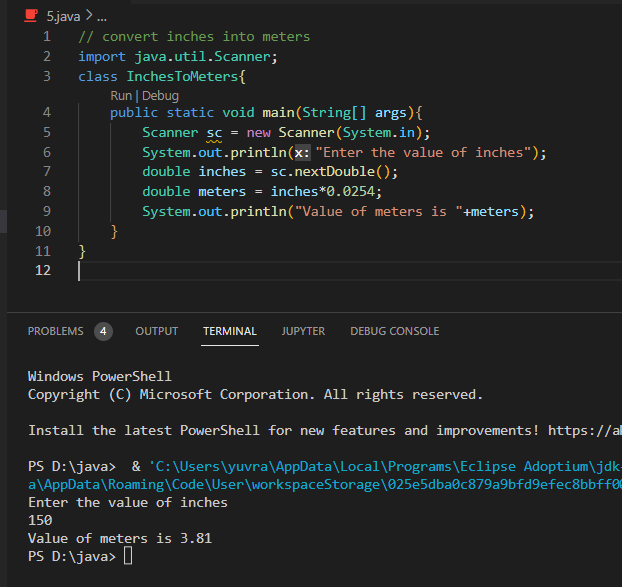 5.java > ...
1 // convert inches into meters
2 import java.util.Scanner;
3 class InchesToMeters{
Run | Debug
4 public static void main(String[] args){
5 Scanner sc = new Scanner(System.in);
6 System.out.println(x: "Enter the value of inches");
7 double inches = sc.nextDouble();
8 double meters = inches*0.0254;
9 System.out.println("Value of meters is "+meters);
10 }
11 }
12
PROBLEMS 4 OUTPUT TERMINAL JUPYTER DEBUG CONSOLE
Windows PowerShell
Copyright (C) Microsoft Corporation. All rights reserved.
Install the latest PowerShell for new features and improvements! https://a
PS D:\java> & 'C:\Users\yuvra\AppData\Local\Programs\Eclipse Adoptium\jdk
a\AppData\Roaming\Code\User\workspaceStorage\025e5dba0c879a9bfd9efec8bbff0
Enter the value of inches
150
Value of meters is 3.81
PS D:\java>